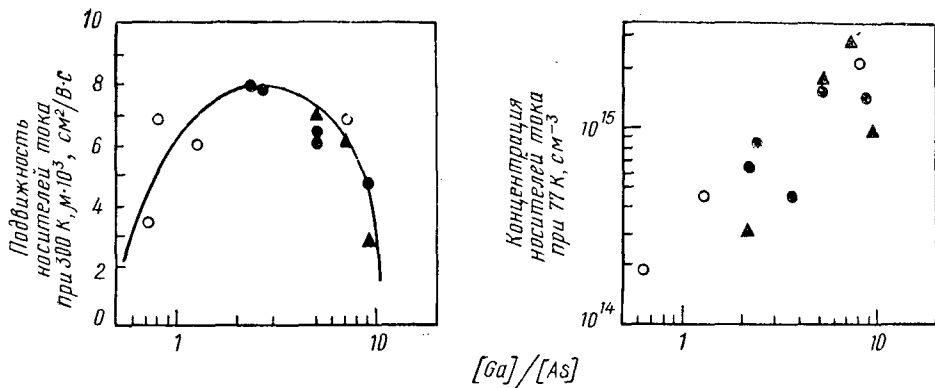 Подвижность
носителей тока
при 300 К, м·10³, см²/В·С
10
8
6
4
2
0
1
10
Концентрация
носителей тока
при 77 К, см⁻³
10¹⁵
10¹⁴
1
10
[Ga]/[As]